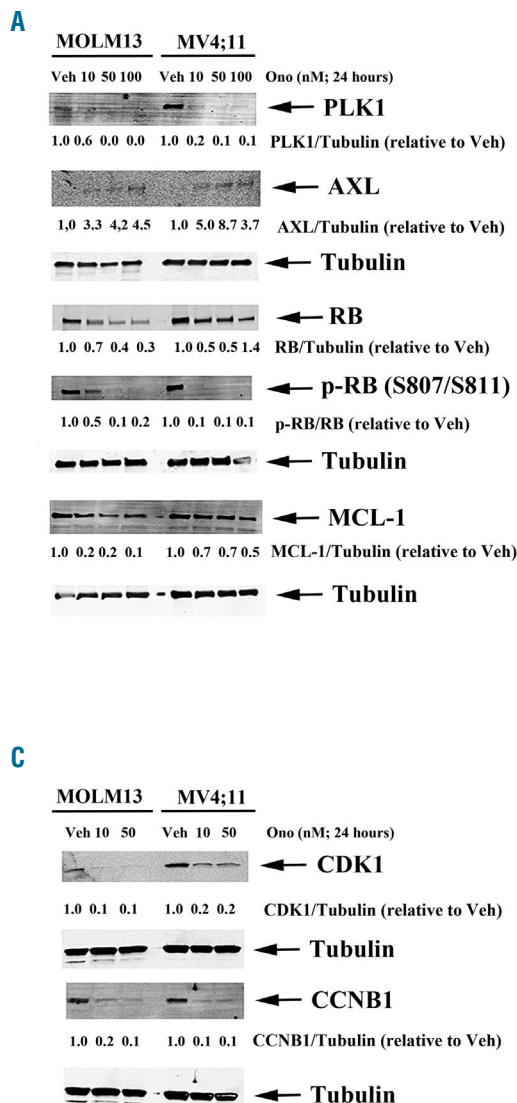 A
MOLM13 MV4;11
Veh 10 50 100 Veh 10 50 100 Ono (nM; 24 hours)
PLK1
1.0 0.6 0.0 0.0 1.0 0.2 0.1 0.1 PLK1/Tubulin (relative to Veh)
AXL
1,0 3.3 4,2 4.5 1.0 5.0 8.7 3.7 AXL/Tubulin (relative to Veh)
Tubulin
RB
1.0 0.7 0.4 0.3 1.0 0.5 0.5 1.4 RB/Tubulin (relative to Veh)
p-RB (S807/S811)
1.0 0.5 0.1 0.2 1.0 0.1 0.1 0.1 p-RB/RB (relative to Veh)
Tubulin
MCL-1
1.0 0.2 0.2 0.1 1.0 0.7 0.7 0.5 MCL-1/Tubulin (relative to Veh)
Tubulin
C
MOLM13 MV4;11
Veh 10 50 Veh 10 50 Ono (nM; 24 hours)
CDK1
1.0 0.1 0.1 1.0 0.2 0.2 CDK1/Tubulin (relative to Veh)
Tubulin
CCNB1
1.0 0.2 0.1 1.0 0.1 0.1 CCNB1/Tubulin (relative to Veh)
Tubulin